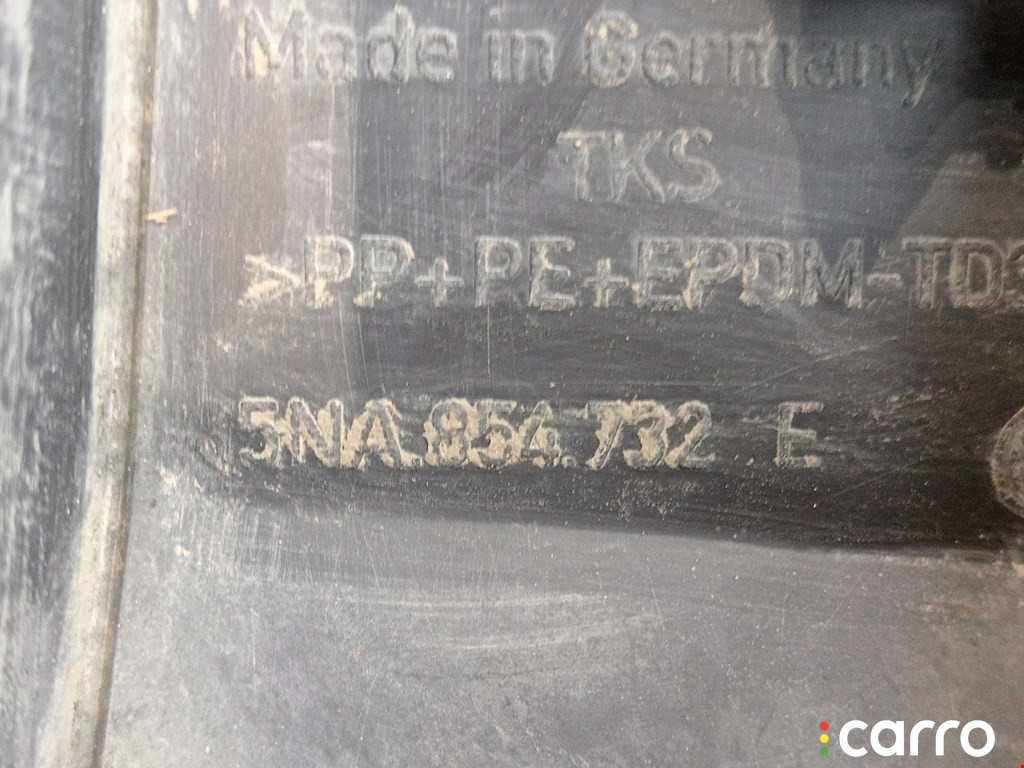 Made in Germany
TKS
>PP+PE+EPDM-TD
5NA.854.732 E
carro